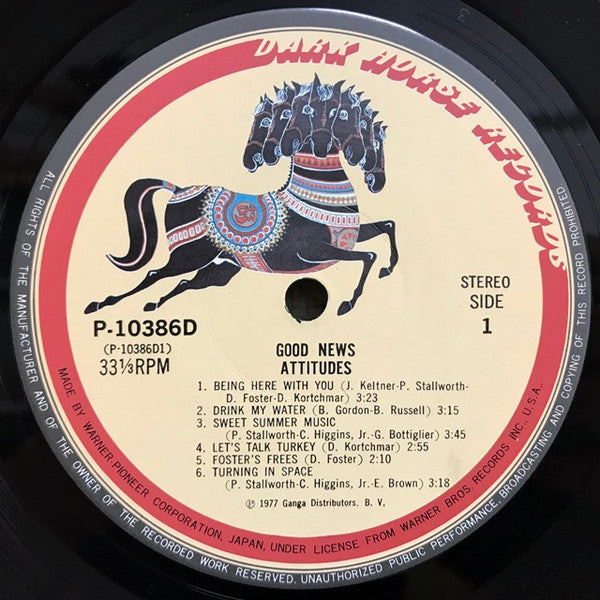 DARK HORSE RECORDS
P-10386D
(P-10386D1)
33⅓RPM
STEREO
SIDE
1
GOOD NEWS
ATTITUDES
1. BEING HERE WITH YOU (J. Keltner-P. Stallworth-
D. Foster-D. Kortchmar) 3:23
2. DRINK MY WATER (B. Gordon-B. Russell) 3:15
3. SWEET SUMMER MUSIC
(P. Stallworth-C. Higgins, Jr.-G. Bottiglier) 3:45
4. LET'S TALK TURKEY (D. Kortchmar) 2:55
5. FOSTER'S FREES (D. Foster) 2:10
6. TURNING IN SPACE
(P. Stallworth-C. Higgins, Jr.-E. Brown) 3:18
℗ 1977 Ganga Distributors. B. V.
MADE BY WARNER-PIONEER CORPORATION, JAPAN, UNDER LICENSE FROM WARNER BROS. RECORDS INC., U.S.A..
ALL RIGHTS OF THE MANUFACTURER AND OF THE OWNER OF THE RECORDED WORK RESERVED. UNAUTHORIZED PUBLIC PERFORMANCE, BROADCASTING AND COPYING OF THIS RECORD PROHIBITED